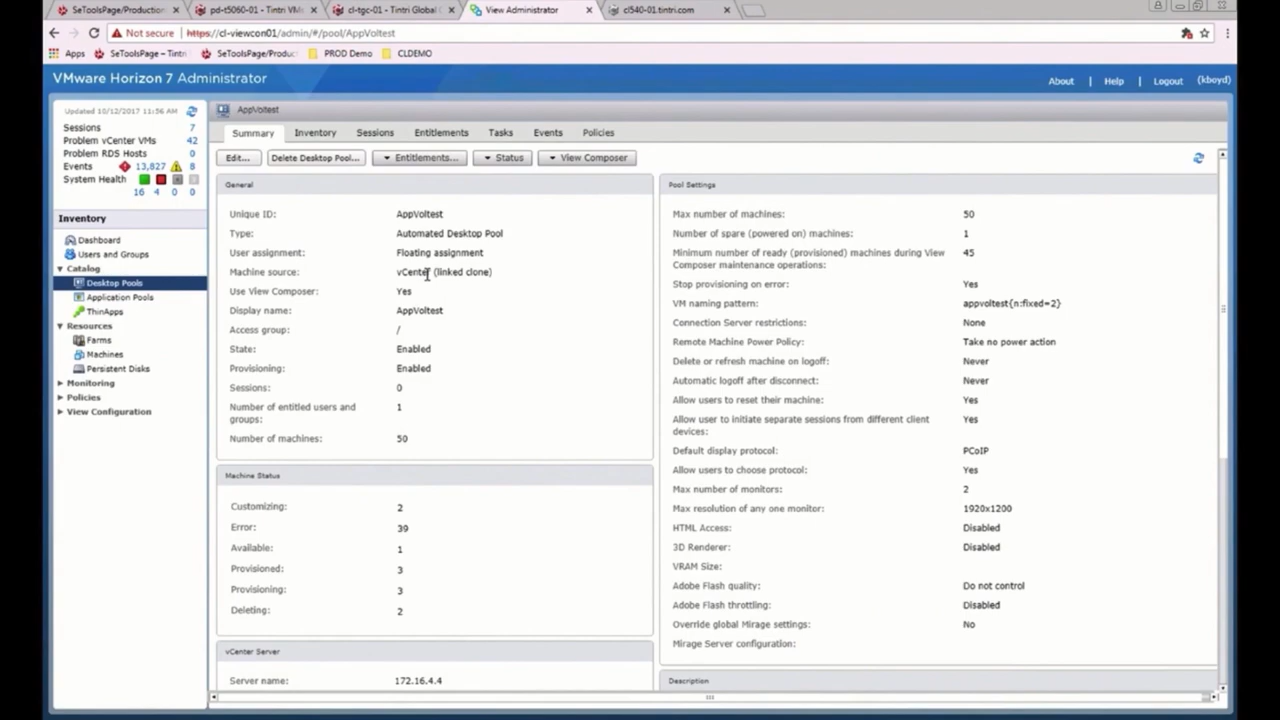 SeToolsPage/Production
pd-t5060-01 - Tintri VM
cl-tgc-01 - Tintri Global C
View Administrator
cl540-01.tintri.com
Not secure
https://cl-viewcon01/admin/#/pool/AppVoltest
Apps
SeToolsPage – Tintri
SeToolsPage/Produc
PROD Demo
CLDEMO
VMware Horizon 7 Administrator
About
Help
Logout
(kboyd)
Updated 10/12/2017 11:56 AM
Sessions 7
Problem vCenter VMs 42
Problem RDS Hosts 0
Events 13,827 8
System Health
16 4 0 0
Inventory
Dashboard
Users and Groups
Catalog
Desktop Pools
Application Pools
ThinApps
Resources
Farms
Machines
Persistent Disks
Monitoring
Policies
View Configuration
AppVoltest
Summary
Inventory
Sessions
Entitlements
Tasks
Events
Policies
Edit...
Delete Desktop Pool...
Entitlements...
Status
View Composer
General
Unique ID: AppVoltest
Type: Automated Desktop Pool
User assignment: Floating assignment
Machine source: vCenter (linked clone)
Use View Composer: Yes
Display name: AppVoltest
Access group: /
State: Enabled
Provisioning: Enabled
Sessions: 0
Number of entitled users and 1
groups:
Number of machines: 50
Machine Status
Customizing: 2
Error: 39
Available: 1
Provisioned: 3
Provisioning: 3
Deleting: 2
vCenter Server
Server name: 172.16.4.4
Pool Settings
Max number of machines: 50
Number of spare (powered on) machines: 1
Minimum number of ready (provisioned) machines during View 45
Composer maintenance operations:
Stop provisioning on error: Yes
VM naming pattern: appvoltest{n:fixed=2}
Connection Server restrictions: None
Remote Machine Power Policy: Take no power action
Delete or refresh machine on logoff: Never
Automatic logoff after disconnect: Never
Allow users to reset their machine: Yes
Allow user to initiate separate sessions from different client Yes
devices:
Default display protocol: PCoIP
Allow users to choose protocol: Yes
Max number of monitors: 2
Max resolution of any one monitor: 1920x1200
HTML Access: Disabled
3D Renderer: Disabled
VRAM Size:
Adobe Flash quality: Do not control
Adobe Flash throttling: Disabled
Override global Mirage settings: No
Mirage Server configuration:
Description